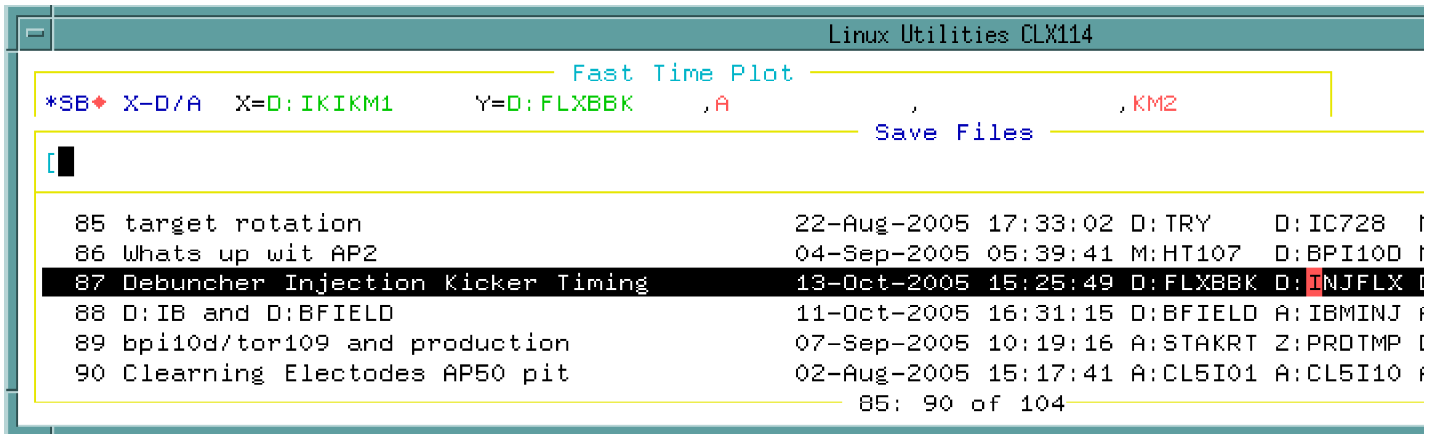 Linux Utilities CLX114
Fast Time Plot
*SB◆ X-D/A X=D:IKIKM1 Y=D:FLXBBK ,A , ,KM2
Save Files
[
85 target rotation 22-Aug-2005 17:33:02 D:TRY D:IC728
86 Whats up wit AP2 04-Sep-2005 05:39:41 M:HT107 D:BPI10D
87 Debuncher Injection Kicker Timing 13-Oct-2005 15:25:49 D:FLXBBK D:INJFLX
88 D:IB and D:BFIELD 11-Oct-2005 16:31:15 D:BFIELD A:IBMINJ
89 bpi10d/tor109 and production 07-Sep-2005 10:19:16 A:STAKRT Z:PRDTMP
90 Clearning Electodes AP50 pit 02-Aug-2005 15:17:41 A:CL5I01 A:CL5I10
85: 90 of 104